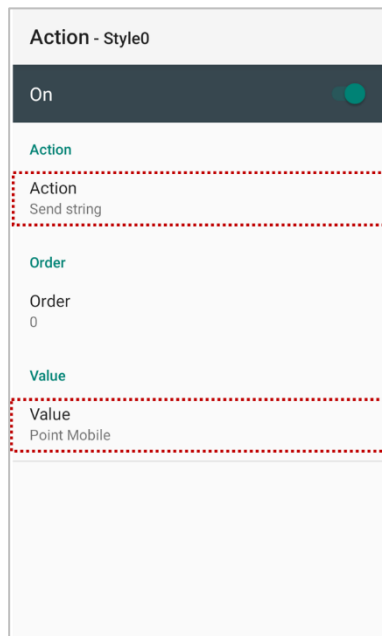 Action - Style0
On
Action
Action
Send string
Order
Order
0
Value
Value
Point Mobile